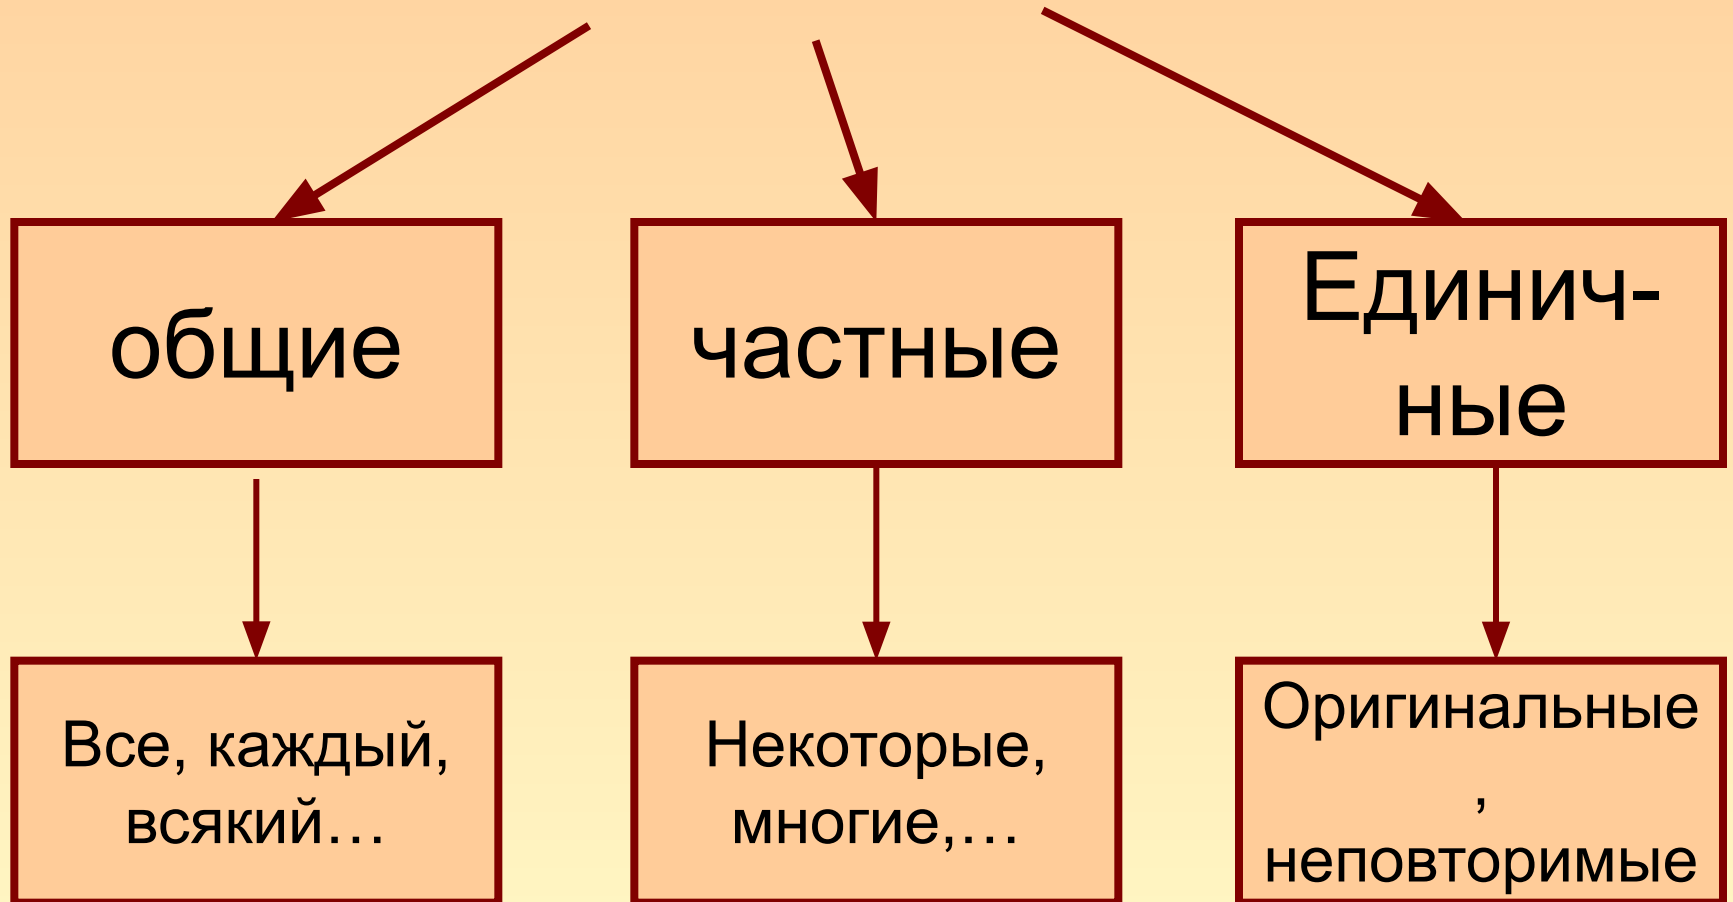 общие
частные
Единич-
ные
Все, каждый,
всякий…
Некоторые,
многие,…
Оригинальные
,
неповторимые